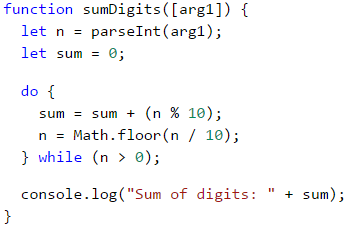 function sumDigits([arg1]) {
  let n = parseInt(arg1);
  let sum = 0;

  do {
    sum = sum + (n % 10);
    n = Math.floor(n / 10);
  } while (n > 0);

  console.log("Sum of digits: " + sum);
}